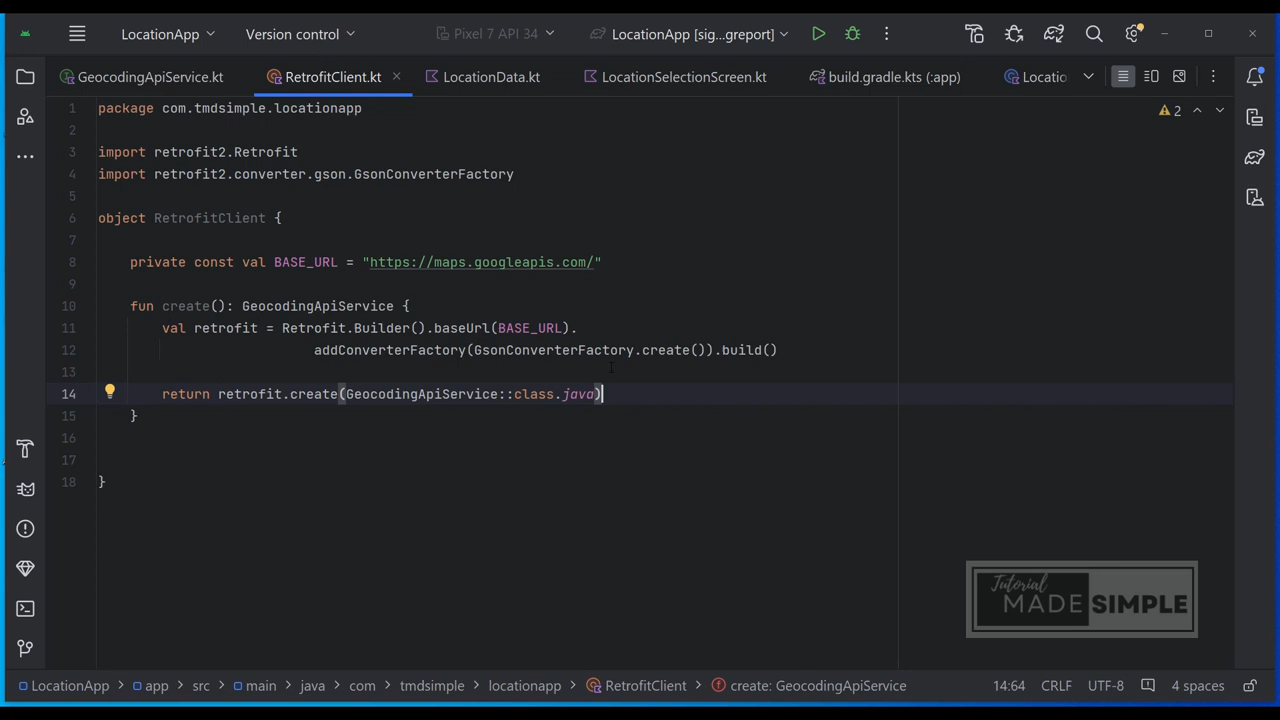 LocationApp
Version control
Pixel 7 API 34
LocationApp [sig...greport]
GeocodingApiService.kt
RetrofitClient.kt
LocationData.kt
LocationSelectionScreen.kt
build.gradle.kts (:app)
Locatio
2
1 package com.tmdsimple.locationapp
2
3 import retrofit2.Retrofit
4 import retrofit2.converter.gson.GsonConverterFactory
5
6 object RetrofitClient {
7
8     private const val BASE_URL = "https://maps.googleapis.com/"
9
10     fun create(): GeocodingApiService {
11         val retrofit = Retrofit.Builder().baseUrl(BASE_URL).
12                            addConverterFactory(GsonConverterFactory.create()).build()
13
14         return retrofit.create(GeocodingApiService::class.java)
15     }
16
17
18 }
Tutorial
MADE SIMPLE
LocationApp > app > src > main > java > com > tmdsimple > locationapp > RetrofitClient > create: GeocodingApiService
14:64 CRLF UTF-8 4 spaces